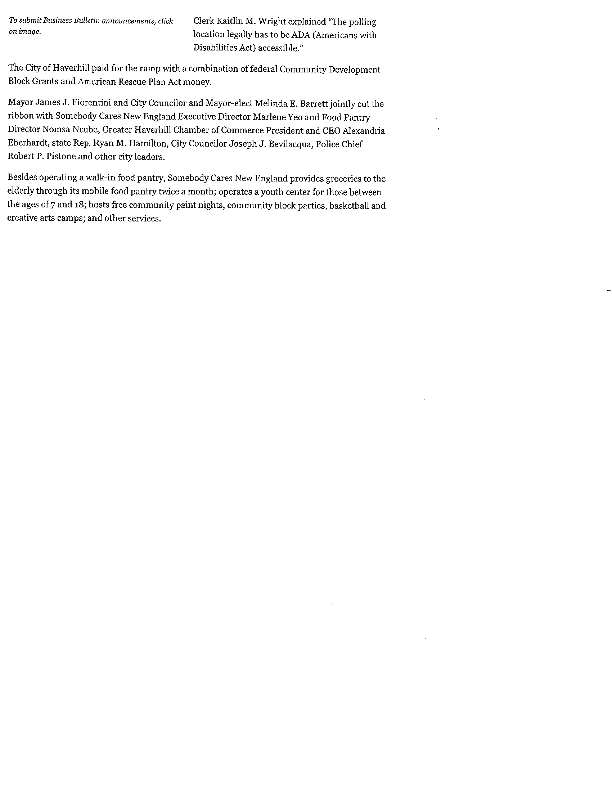 To submit Business Bulletin announcements, click
on image.
Clerk Kaitlin M. Wright explained “The polling
location legally has to be ADA (Americans with
Disabilities Act) accessible.”
The City of Haverhill paid for the ramp with a combination of federal Community Development
Block Grants and American Rescue Plan Act money.
Mayor James J. Fiorentini and City Councilor and Mayor-elect Melinda E. Barrett jointly cut the
ribbon with Somebody Cares New England Executive Director Marlene Yeo and Food Pantry
Director Nomsa Ncube, Greater Haverhill Chamber of Commerce President and CEO Alexandria
Eberhardt, state Rep. Ryan M. Hamilton, City Councilor Joseph J. Bevilacqua, Police Chief
Robert P. Pistone and other city leaders.
Besides operating a walk-in food pantry, Somebody Cares New England provides groceries to the
elderly through its mobile food pantry twice a month; operates a youth center for those between
the ages of 7 and 18; hosts free community paint nights, community block parties, basketball and
creative arts camps; and other services.